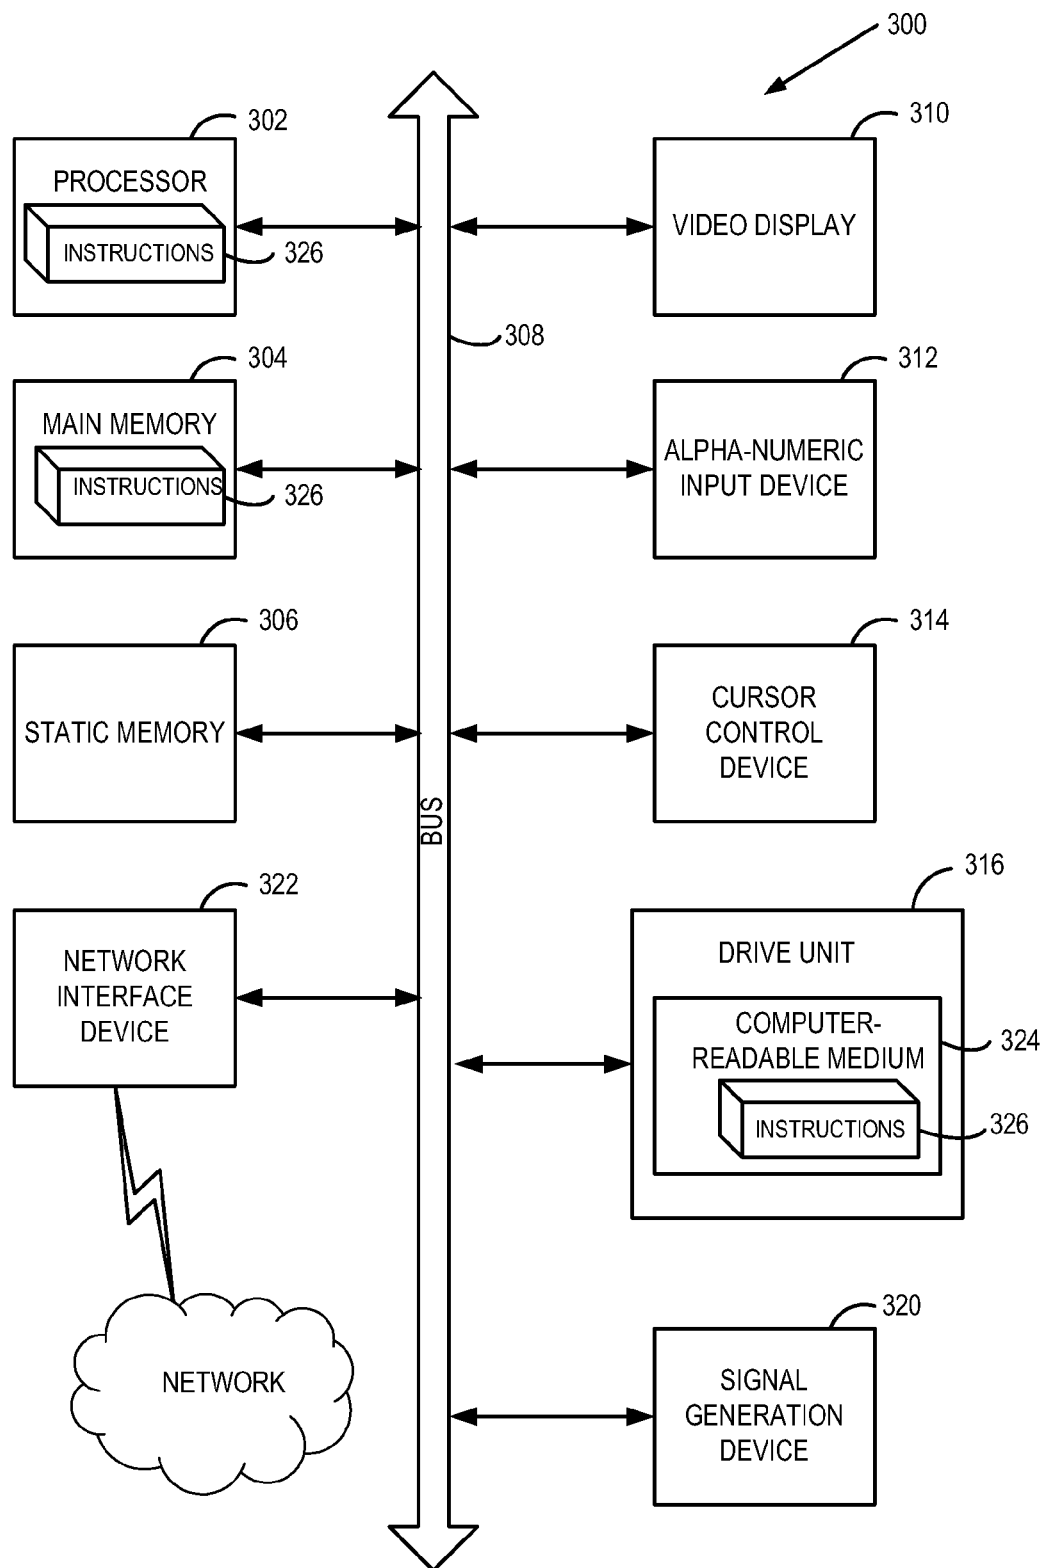 300
302
PROCESSOR
INSTRUCTIONS
326
310
VIDEO DISPLAY
308
304
MAIN MEMORY
INSTRUCTIONS
326
312
ALPHA-NUMERIC
INPUT DEVICE
306
STATIC MEMORY
314
CURSOR
CONTROL
DEVICE
BUS
322
NETWORK
INTERFACE
DEVICE
316
DRIVE UNIT
COMPUTER-
READABLE MEDIUM
324
INSTRUCTIONS
326
NETWORK
320
SIGNAL
GENERATION
DEVICE